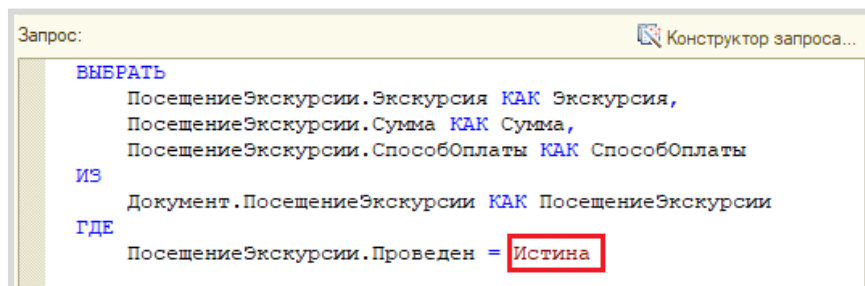 Запрос:
Конструктор запроса...
ВЫБРАТЬ
ПосещениеЭкскурсии.Экскурсия КАК Экскурсия,
ПосещениеЭкскурсии.Сумма КАК Сумма,
ПосещениеЭкскурсии.СпособОплаты КАК СпособОплаты
ИЗ
Документ.ПосещениеЭкскурсии КАК ПосещениеЭкскурсии
ГДЕ
ПосещениеЭкскурсии.Проведен = Истина